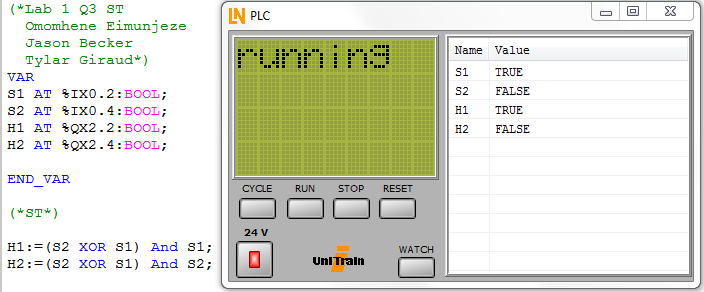 (*Lab 1 Q3 ST
Omomhene Eimunjeze
Jason Becker
Tylar Giraud*)
VAR
S1 AT %IX0.2:BOOL;
S2 AT %IX0.4:BOOL;
H1 AT %QX2.2:BOOL;
H2 AT %QX2.4:BOOL;
END_VAR
(*ST*)
H1:=(S2 XOR S1) And S1;
H2:=(S2 XOR S1) And S2;
LN PLC
running
CYCLE RUN STOP RESET
24 V
UniTrain
WATCH
Name Value
S1 TRUE
S2 FALSE
H1 TRUE
H2 FALSE